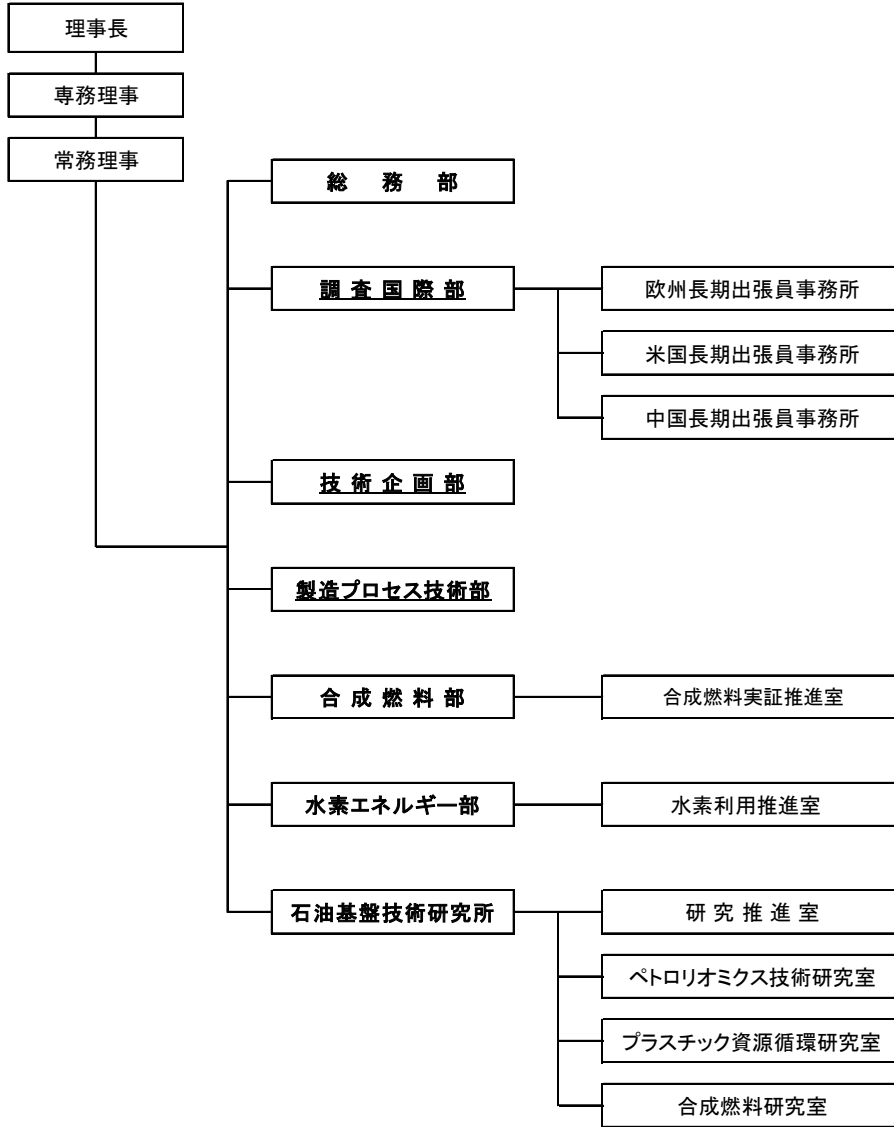 理事長
専務理事
常務理事
総　務　部
調 査 国 際 部
欧州長期出張員事務所
米国長期出張員事務所
中国長期出張員事務所
技 術 企 画 部
製造プロセス技術部
合 成 燃 料 部
合成燃料実証推進室
水素エネルギー部
水素利用推進室
石油基盤技術研究所
研 究 推 進 室
ペトロリオミクス技術研究室
プラスチック資源循環研究室
合成燃料研究室